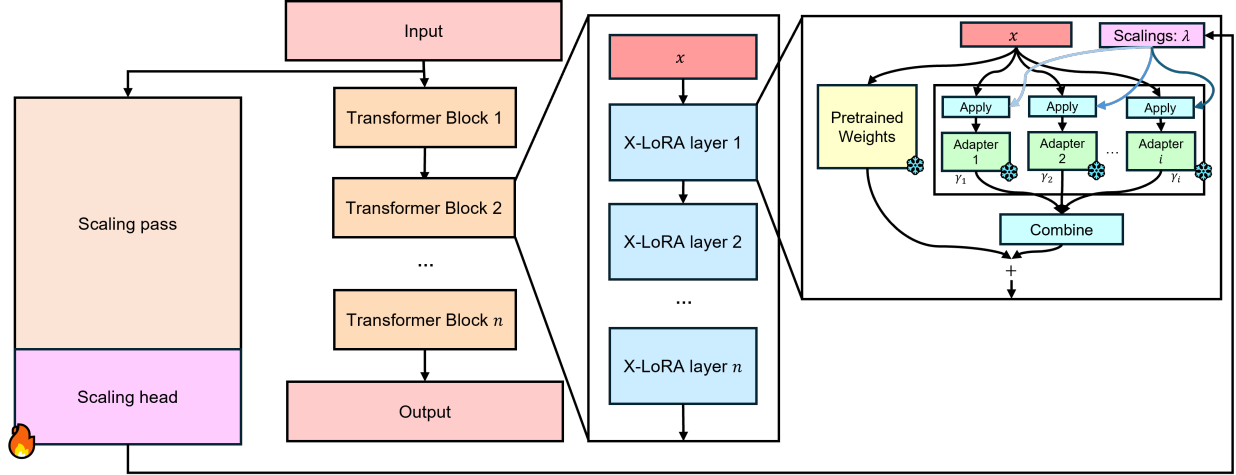 Input
Scaling pass
Scaling head
Transformer Block 1
Transformer Block 2
...
Transformer Block n
Output
x
X-LoRA layer 1
X-LoRA layer 2
...
X-LoRA layer n
x
Scalings: λ
Pretrained
Weights
Apply
Apply
Apply
Adapter
1
Adapter
2
...
Adapter
i
γ₁
γ₂
γᵢ
Combine
+